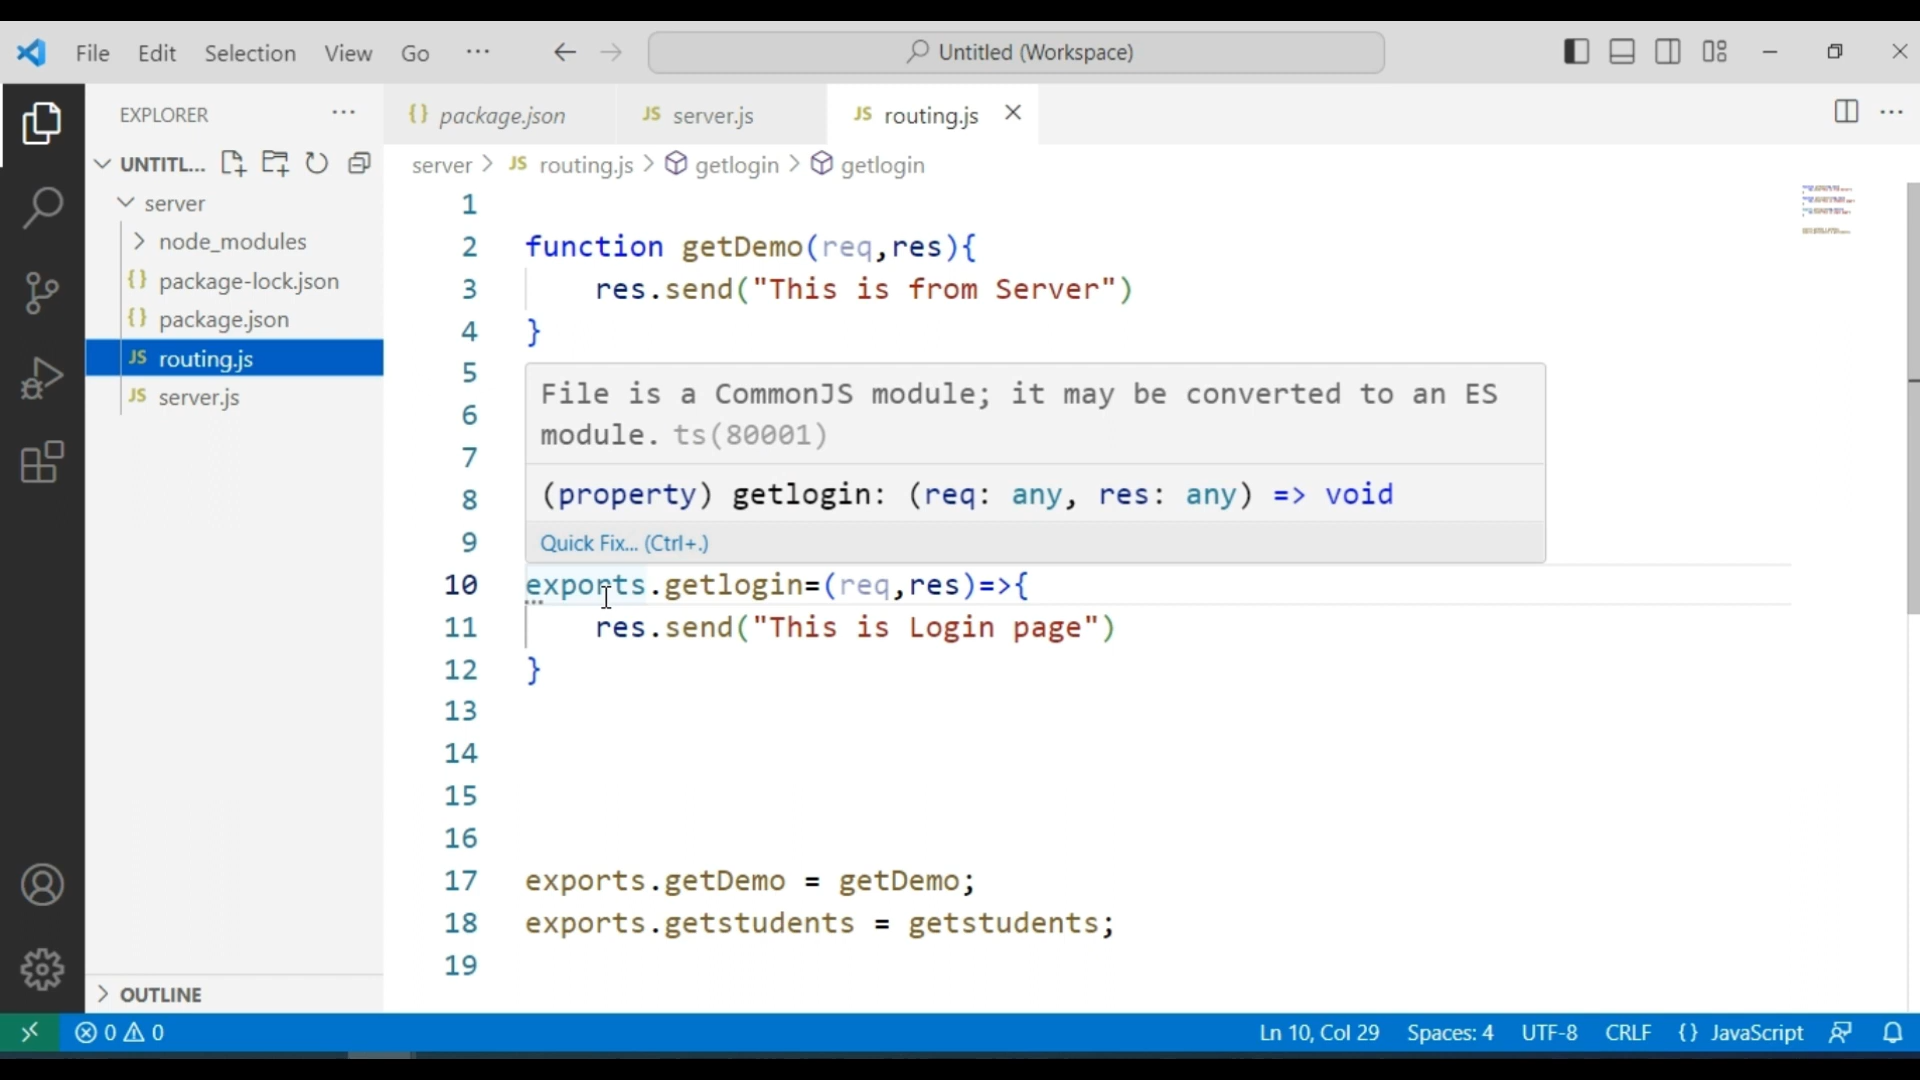 File Edit Selection View Go ··· Untitled (Workspace)
EXPLORER ···
{} package.json JS server.js JS routing.js
UNTITL...
server > JS routing.js > getlogin > getlogin
server
node_modules
{} package-lock.json
{} package.json
JS routing.js
JS server.js
OUTLINE
1
2 function getDemo(req,res){
3 res.send("This is from Server")
4 }
5
File is a CommonJS module; it may be converted to an ES
6
module. ts(80001)
7
8 (property) getlogin: (req: any, res: any) => void
9 Quick Fix... (Ctrl+.)
10 exports.getlogin=(req,res)=>{
11 res.send("This is Login page")
12 }
13
14
15
16
17 exports.getDemo = getDemo;
18 exports.getstudents = getstudents;
19
0 0 Ln 10, Col 29 Spaces: 4 UTF-8 CRLF {} JavaScript